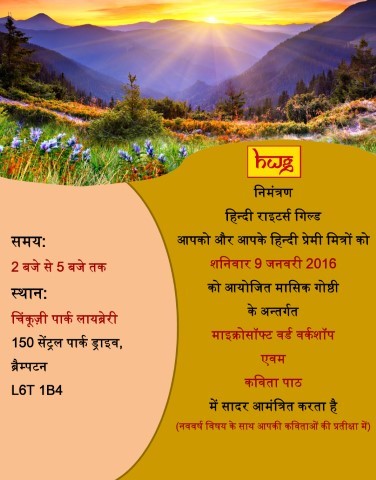 hwg
निमंत्रण
हिन्दी राइटर्स गिल्ड
आपको और आपके हिन्दी प्रेमी मित्रों को
शनिवार 9 जनवरी 2016
को आयोजित मासिक गोष्ठी
के अन्तर्गत
माइक्रोसॉफ्ट वर्ड वर्कशॉप
एवम
कविता पाठ
में सादर आमंत्रित करता है
(नववर्ष विषय के साथ आपकी कविताओं की प्रतीक्षा में)
समय:
2 बजे से 5 बजे तक
स्थान:
चिंकूज़ी पार्क लायब्रेरी
150 सेंट्रल पार्क ड्राइव,
ब्रैम्पटन
L6T 1B4